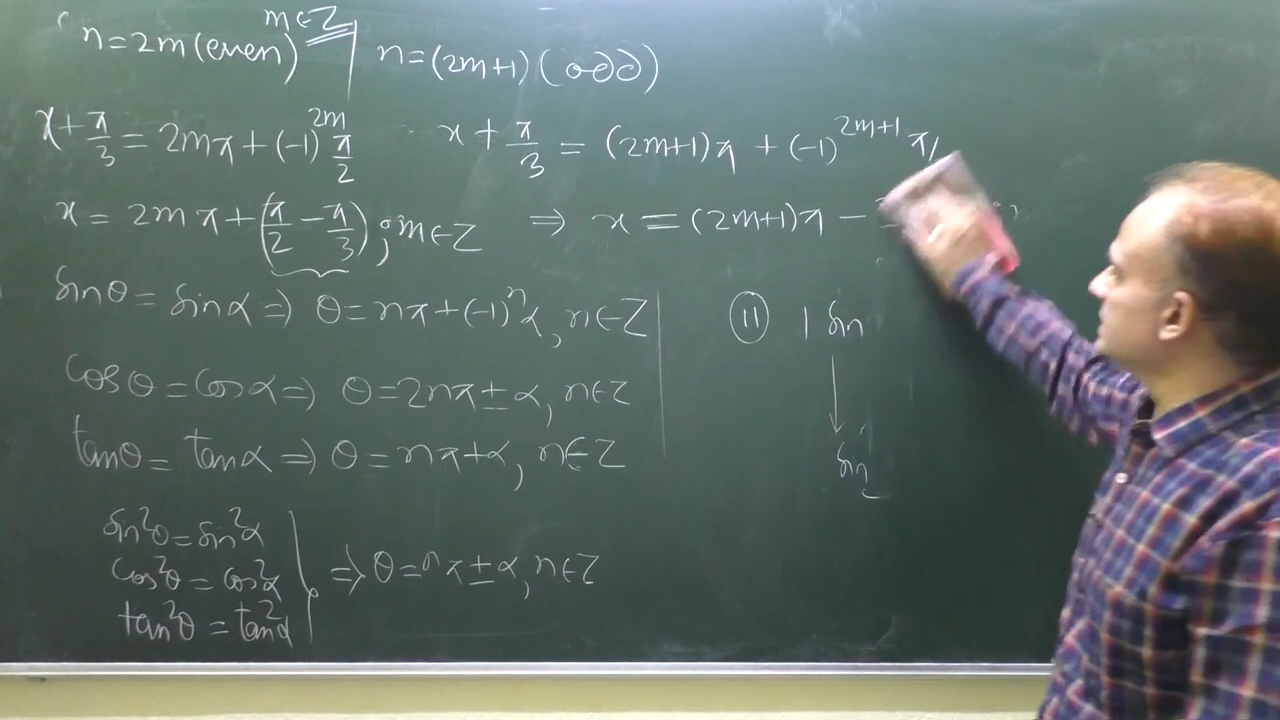 m∈Z
n=2m(even) | n=(2m+1)(odd)
x+π/3 = 2mπ+(-1)^2m π/2 x+π/3 = (2m+1)π+(-1)^2m+1 π/
x = 2mπ+(π/2-π/3); m∈Z ⇒ x=(2m+1)π-
sinθ=sinα⇒ θ=nπ+(-1)^n α, n∈Z
cosθ=cosα⇒ θ=2nπ±α, n∈Z
tanθ=tanα⇒ θ=nπ+α, n∈Z
sin²θ=sin²α
cos²θ=cos²α ⇒θ=nπ±α, n∈Z
tan²θ=tan²α
(11) | sin
↓